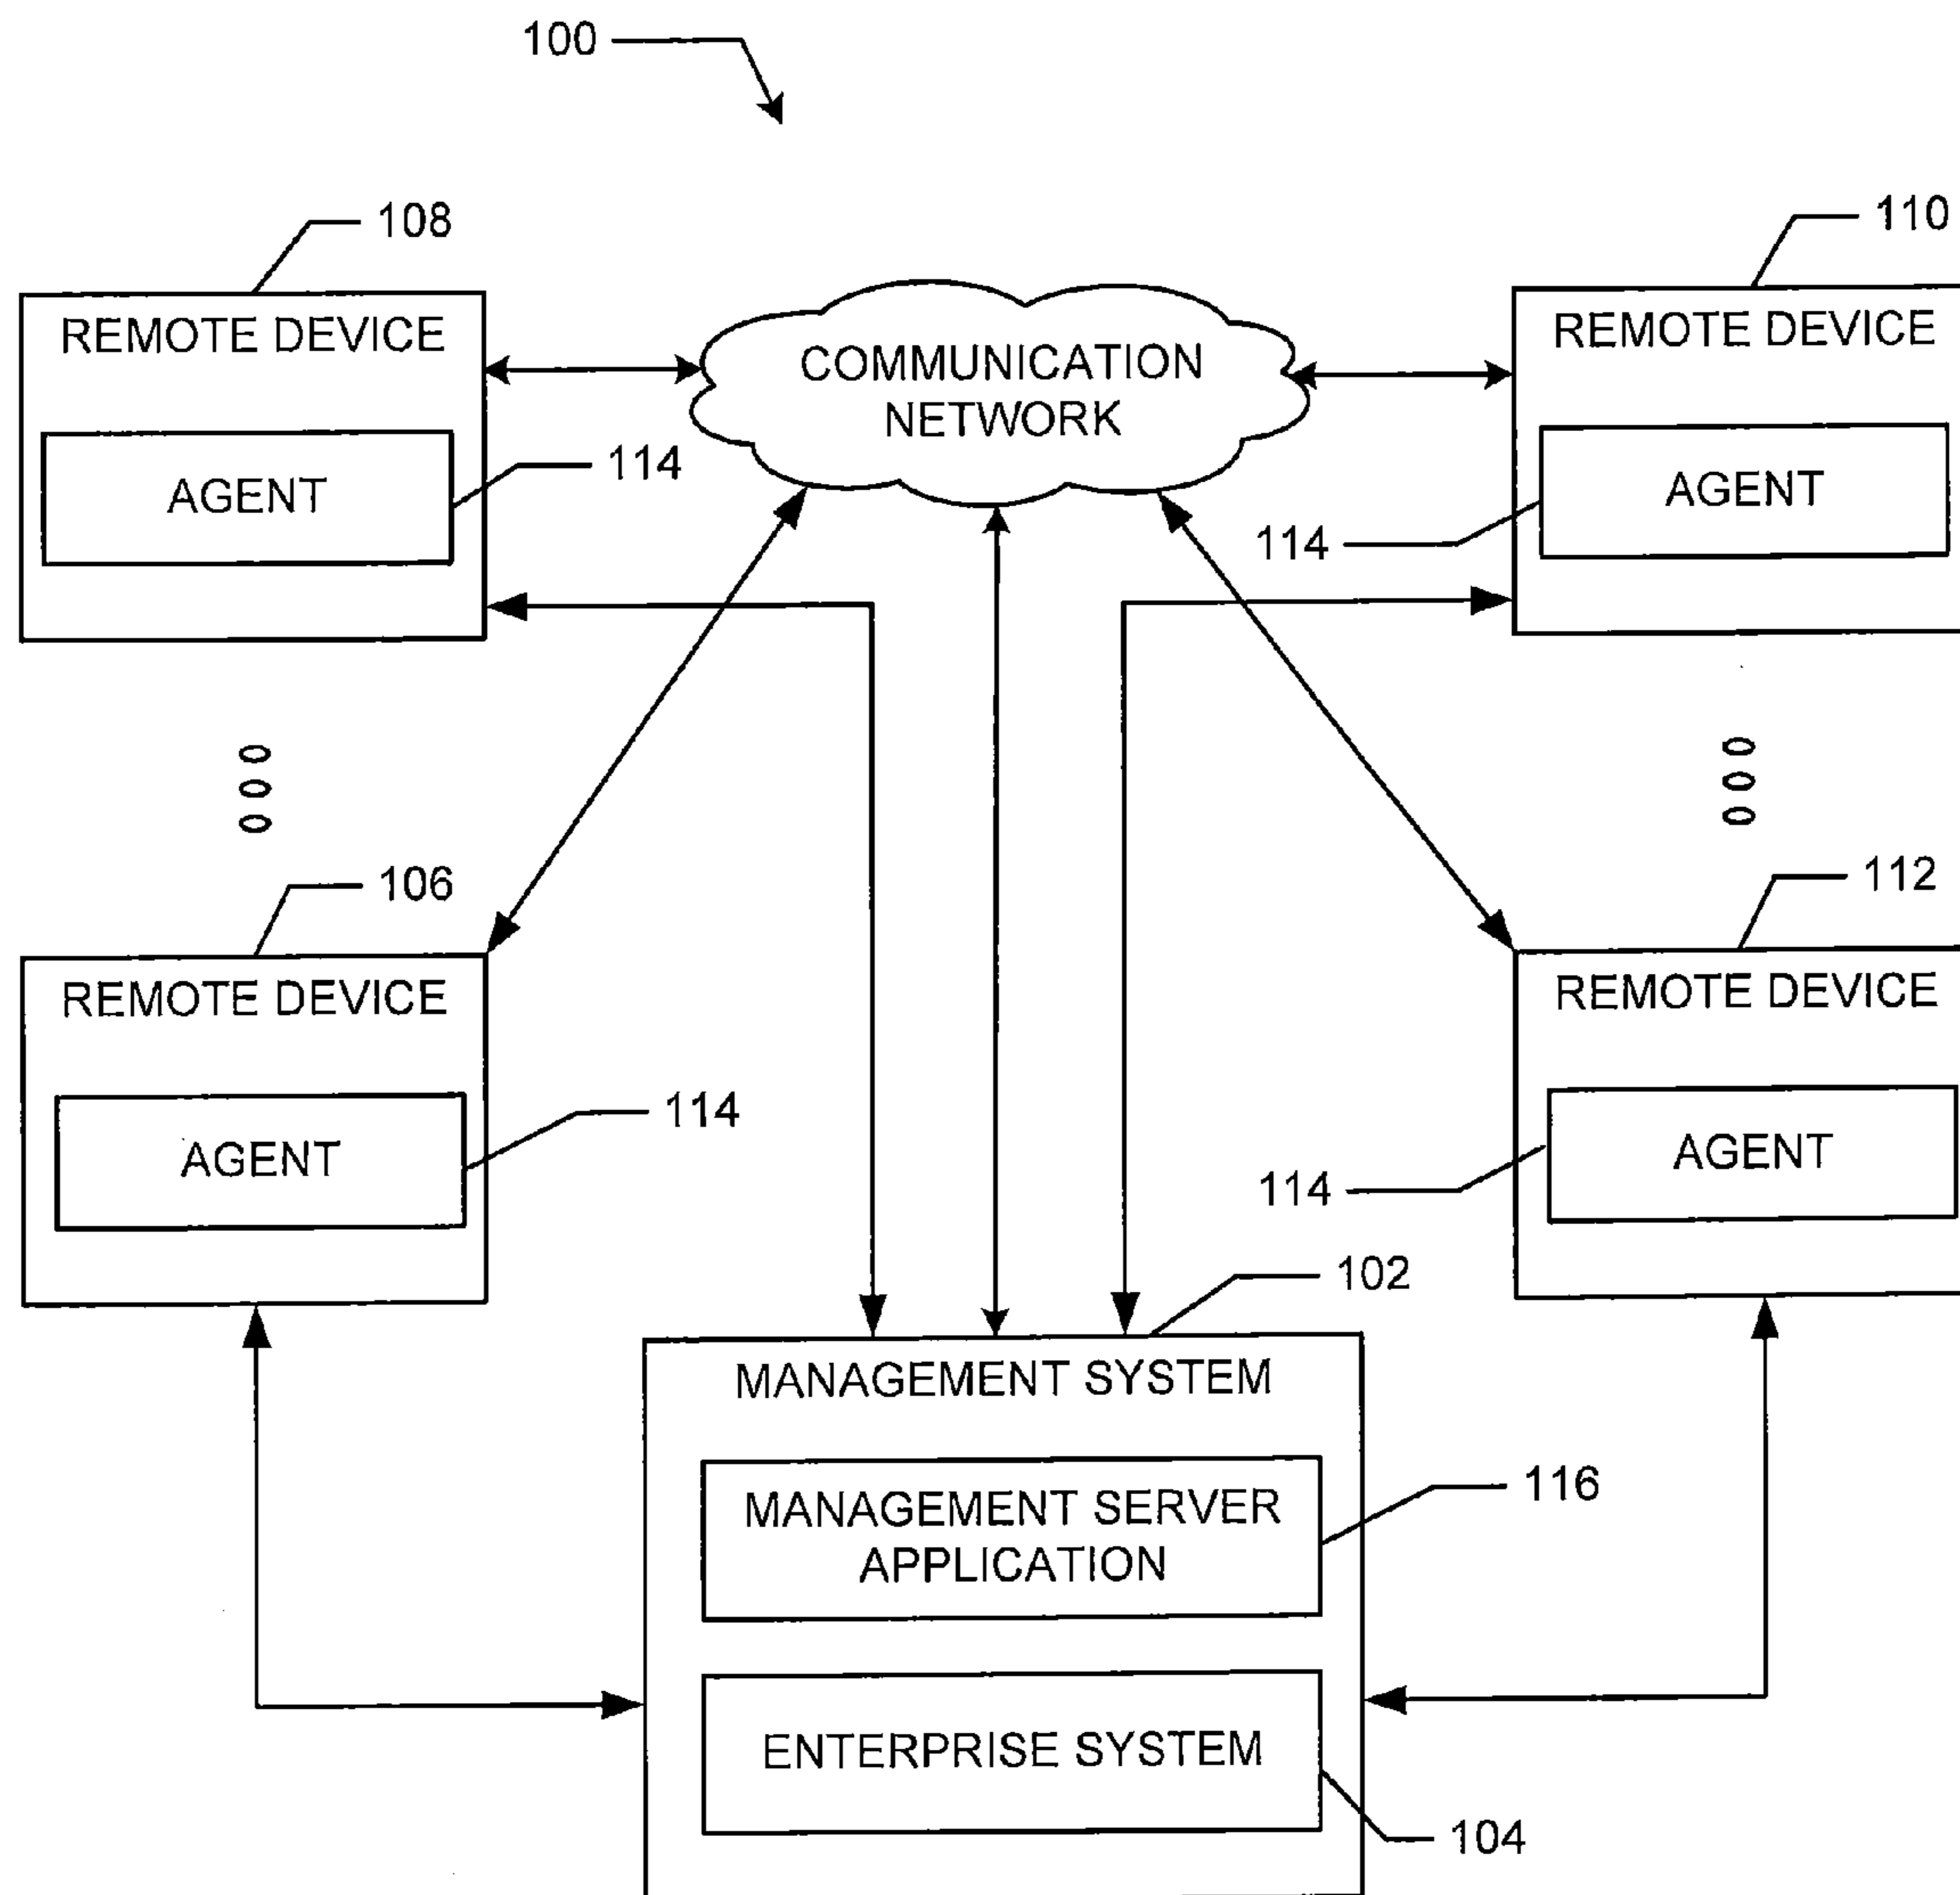 100
108
110
REMOTE DEVICE
COMMUNICATION
NETWORK
REMOTE DEVICE
AGENT
114
AGENT
114
106
112
REMOTE DEVICE
REMOTE DEVICE
AGENT
114
AGENT
114
102
MANAGEMENT SYSTEM
MANAGEMENT SERVER
APPLICATION
116
ENTERPRISE SYSTEM
104